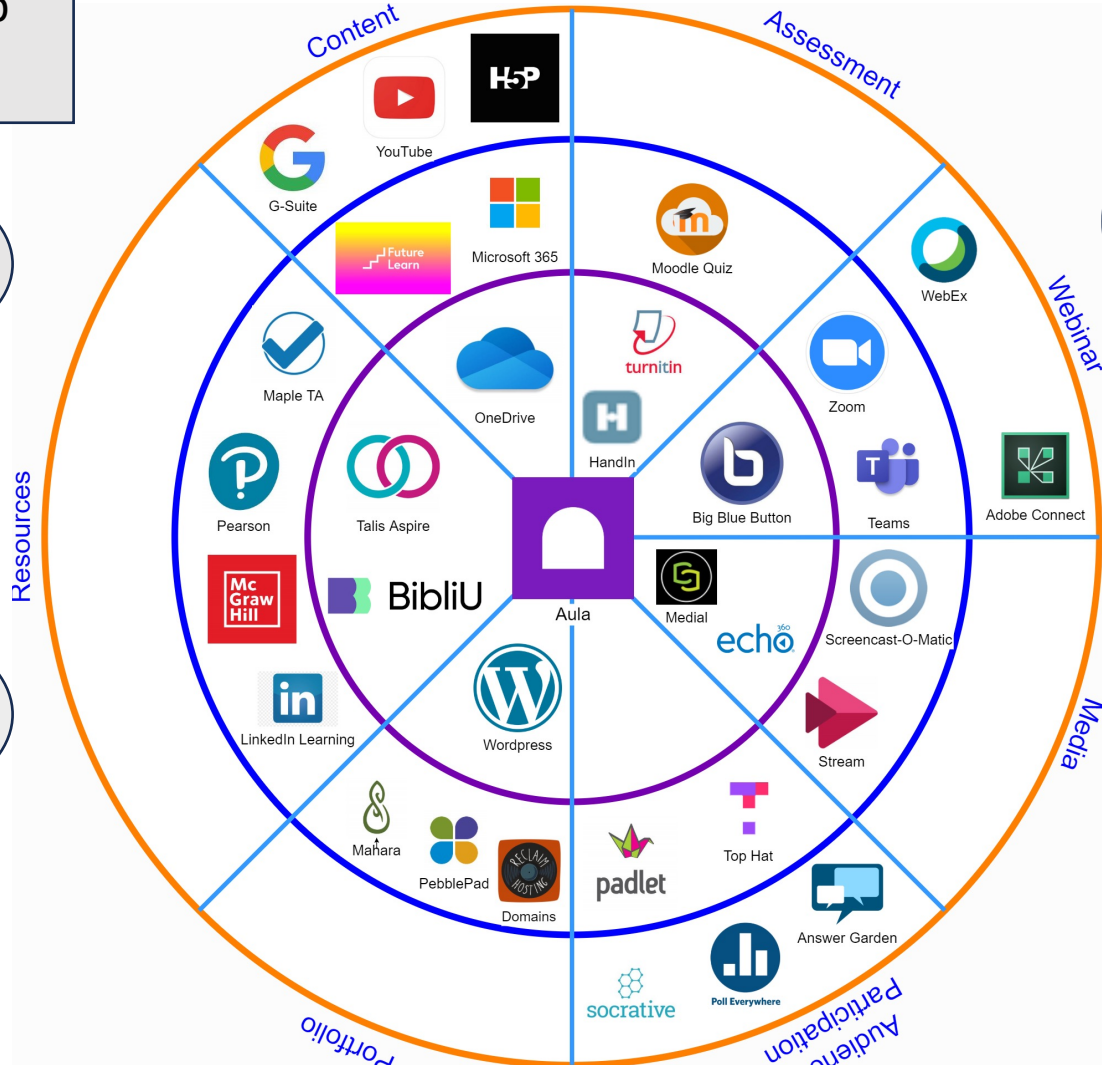 Content
Assessment
H5P
YouTube
G-Suite
Microsoft 365
Future
Learn
Moodle Quiz
WebEx
Webinar
turnitin
Maple TA
OneDrive
Zoom
HandIn
Pearson
Talis Aspire
Big Blue Button
T
Teams
Adobe Connect
Resources
Mc
Graw
Hill
BibliU
Aula
Medial
echo360
Screencast-O-Matic
in
LinkedIn Learning
Wordpress
Stream
Media
Mahara
PebblePad
RECLAIM
HOSTING
Domains
padlet
Top Hat
Answer Garden
socrative
Poll Everywhere
Portfolio
Audienc
Participation